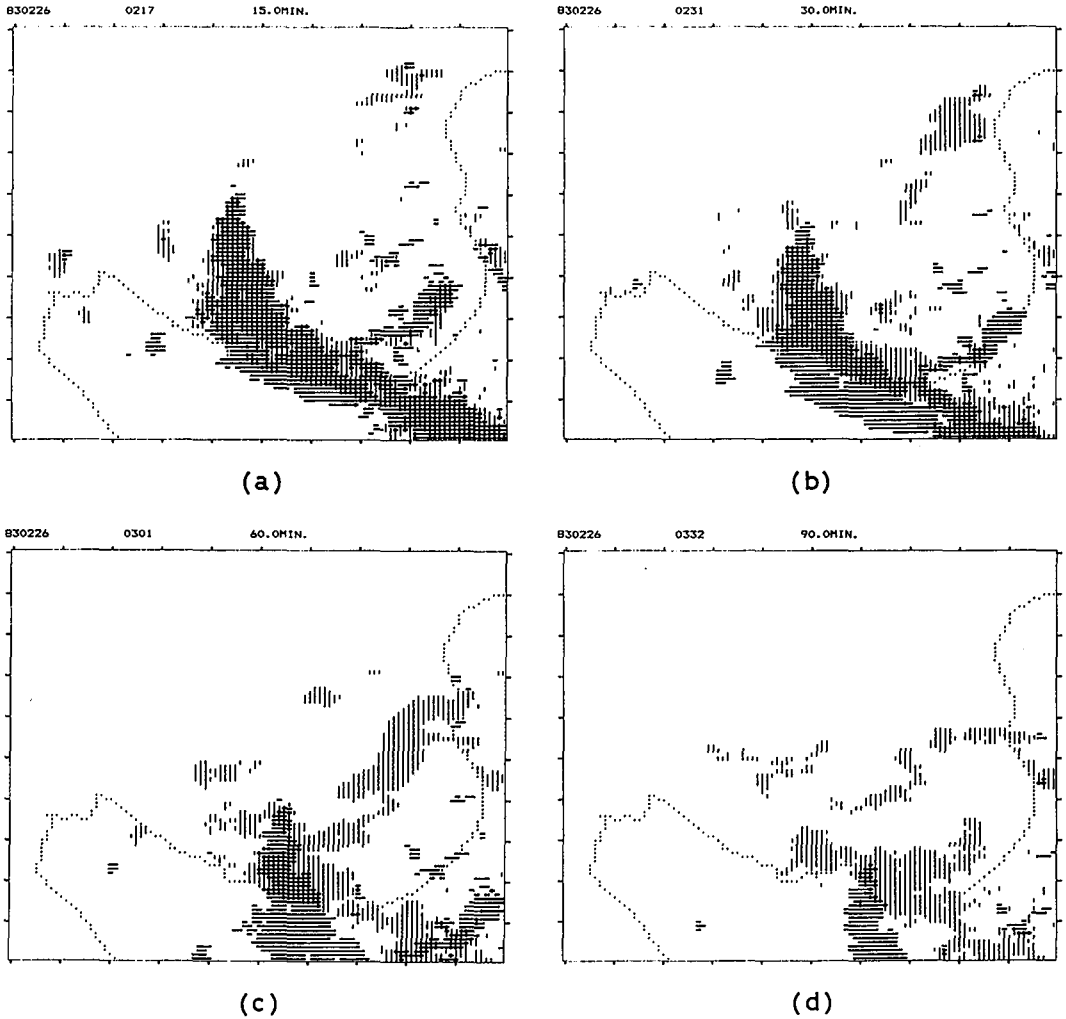 830226 0217 15.0MIN.
830226 0231 30.0MIN.
(a)
(b)
830226 0301 60.0MIN.
830226 0332 90.0MIN.
(c)
(d)